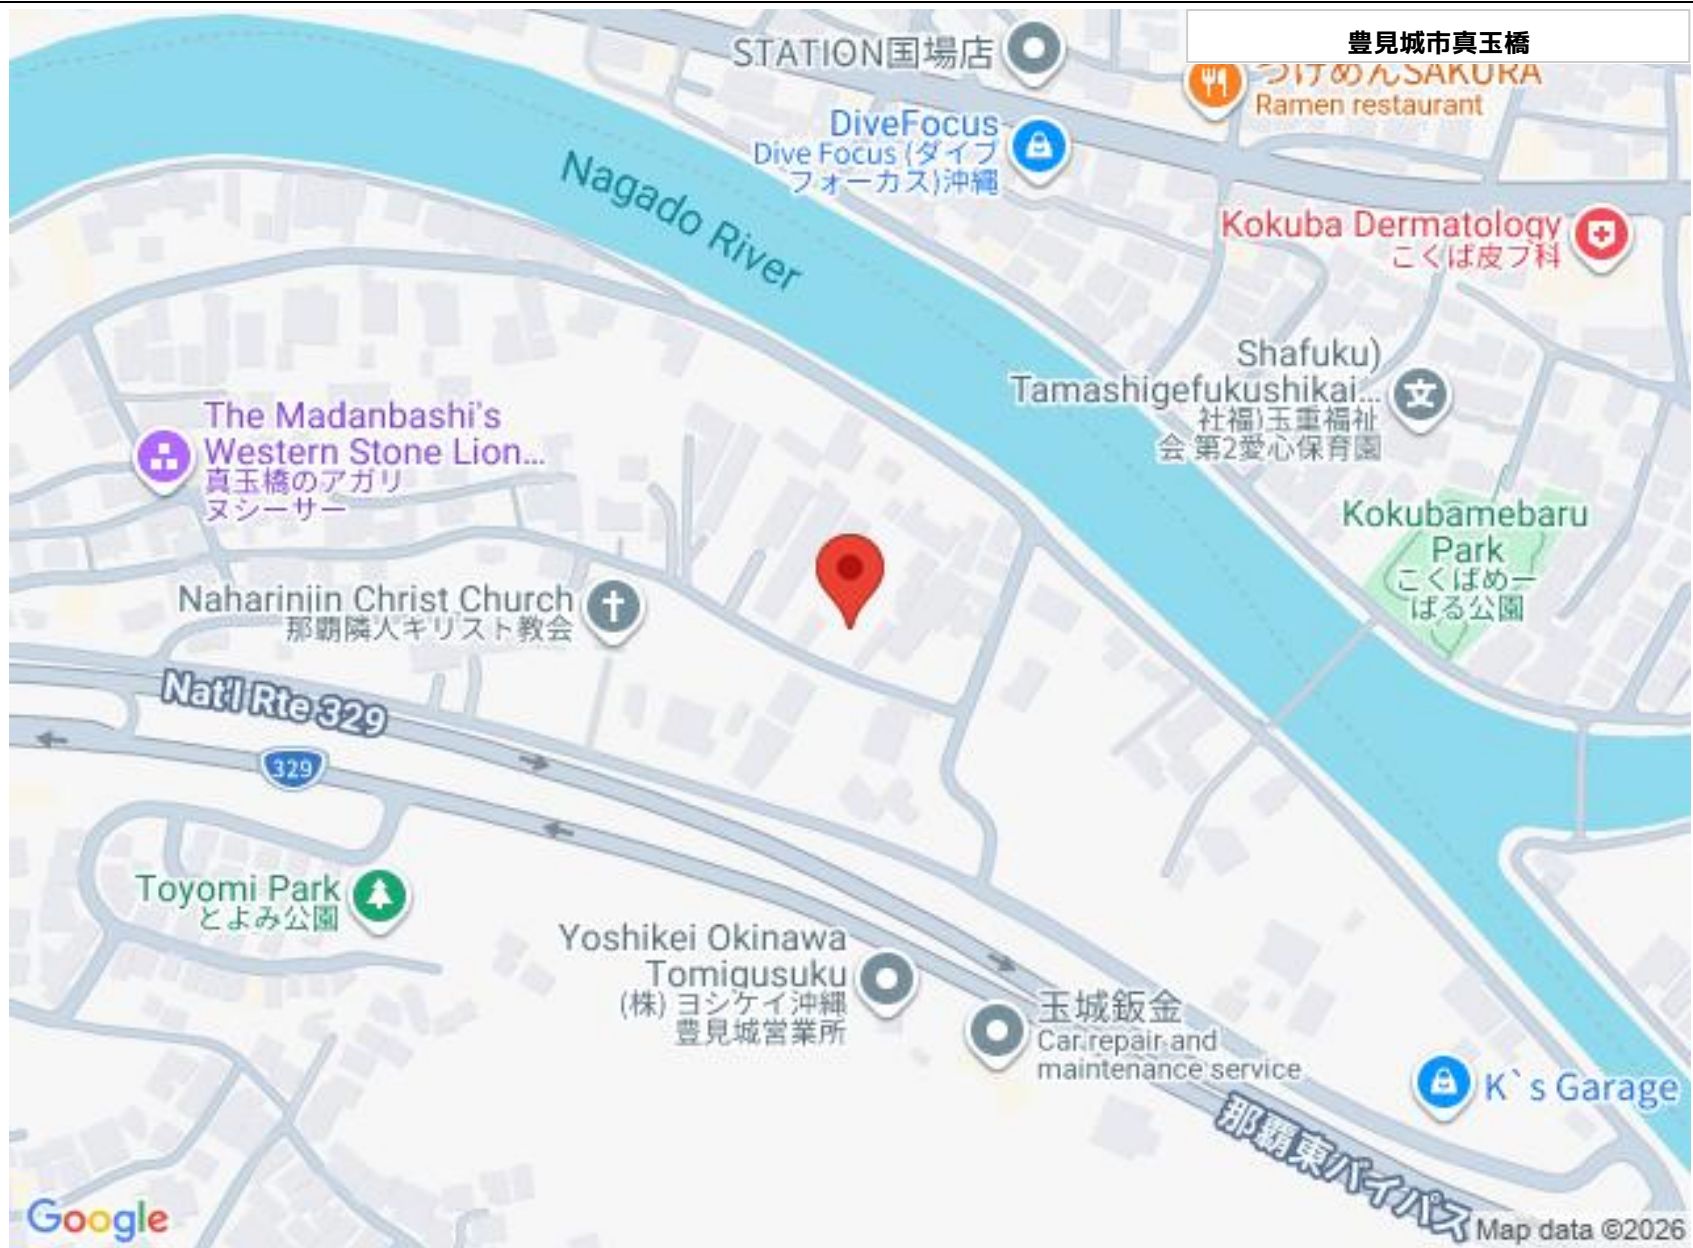 豊見城市真玉橋
STATION国場店
つけめんSAKURA
Ramen restaurant
DiveFocus
Dive Focus (ダイブ
フォーカス)沖縄
Nagado River
Kokuba Dermatology
こくば皮フ科
Shafuku)
Tamashigefukushikai...
社福)玉重福祉
会 第2愛心保育園
The Madanbashi's
Western Stone Lion...
真玉橋のアガリ
ヌシーサー
Kokubamebaru
Park
こくばめー
ばる公園
Nahariniin Christ Church
那覇隣人キリスト教会
Nat'l Rte 329
329
Toyomi Park
とよみ公園
Yoshikei Okinawa
Tomigusuku
(株) ヨシケイ沖縄
豊見城営業所
玉城鈑金
Car repair and
maintenance service
K`s Garage
那覇東バイパス
Google
Map data ©2026